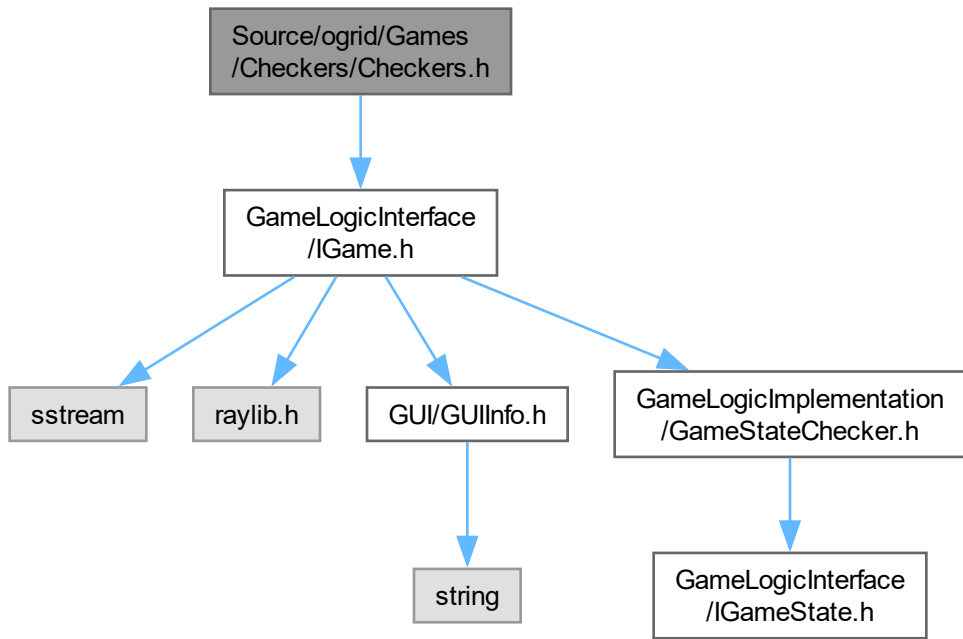 Source/ogrid/Games
/Checkers/Checkers.h
GameLogicInterface
/IGame.h
sstream
raylib.h
GUI/GUIInfo.h
GameLogicImplementation
/GameStateChecker.h
string
GameLogicInterface
/IGameState.h